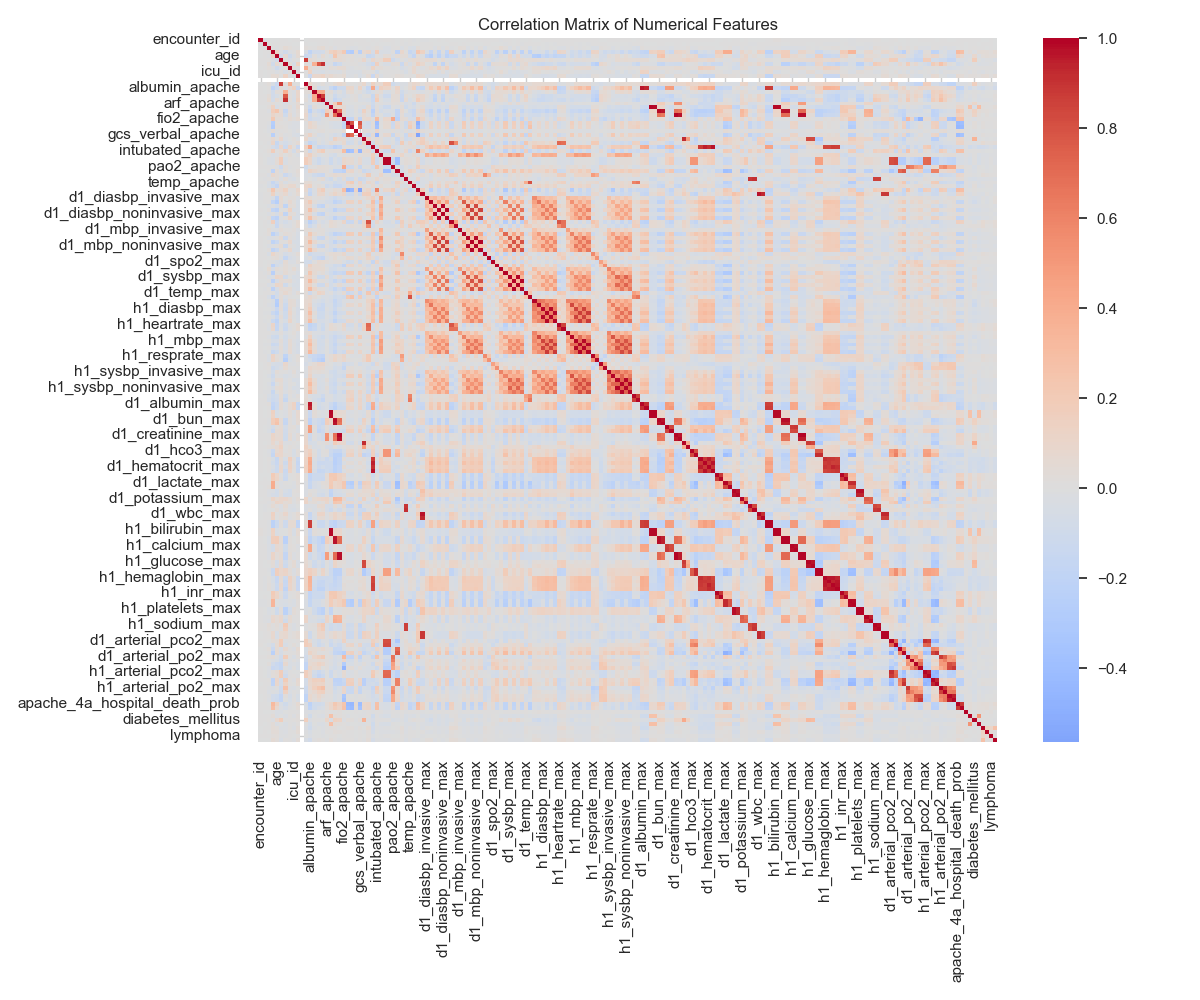 Correlation Matrix of Numerical Features
encounter_id
age
icu_id
albumin_apache
arf_apache
fio2_apache
gcs_verbal_apache
intubated_apache
pao2_apache
temp_apache
d1_diasbp_invasive_max
d1_diasbp_noninvasive_max
d1_mbp_invasive_max
d1_mbp_noninvasive_max
d1_spo2_max
d1_sysbp_max
d1_temp_max
h1_diasbp_max
h1_heartrate_max
h1_mbp_max
h1_resprate_max
h1_sysbp_invasive_max
h1_sysbp_noninvasive_max
d1_albumin_max
d1_bun_max
d1_creatinine_max
d1_hco3_max
d1_hematocrit_max
d1_lactate_max
d1_potassium_max
d1_wbc_max
h1_bilirubin_max
h1_calcium_max
h1_glucose_max
h1_hemaglobin_max
h1_inr_max
h1_platelets_max
h1_sodium_max
d1_arterial_pco2_max
d1_arterial_po2_max
h1_arterial_pco2_max
h1_arterial_po2_max
apache_4a_hospital_death_prob
diabetes_mellitus
lymphoma
encounter_id
age
icu_id
albumin_apache
arf_apache
fio2_apache
gcs_verbal_apache
intubated_apache
pao2_apache
temp_apache
d1_diasbp_invasive_max
d1_diasbp_noninvasive_max
d1_mbp_invasive_max
d1_mbp_noninvasive_max
d1_spo2_max
d1_sysbp_max
d1_temp_max
h1_diasbp_max
h1_heartrate_max
h1_mbp_max
h1_resprate_max
h1_sysbp_invasive_max
h1_sysbp_noninvasive_max
d1_albumin_max
d1_bun_max
d1_creatinine_max
d1_hco3_max
d1_hematocrit_max
d1_lactate_max
d1_potassium_max
d1_wbc_max
h1_bilirubin_max
h1_calcium_max
h1_glucose_max
h1_hemaglobin_max
h1_inr_max
h1_platelets_max
h1_sodium_max
d1_arterial_pco2_max
d1_arterial_po2_max
h1_arterial_pco2_max
h1_arterial_po2_max
apache_4a_hospital_death_prob
diabetes_mellitus
lymphoma
1.0
0.8
0.6
0.4
0.2
0.0
−0.2
−0.4